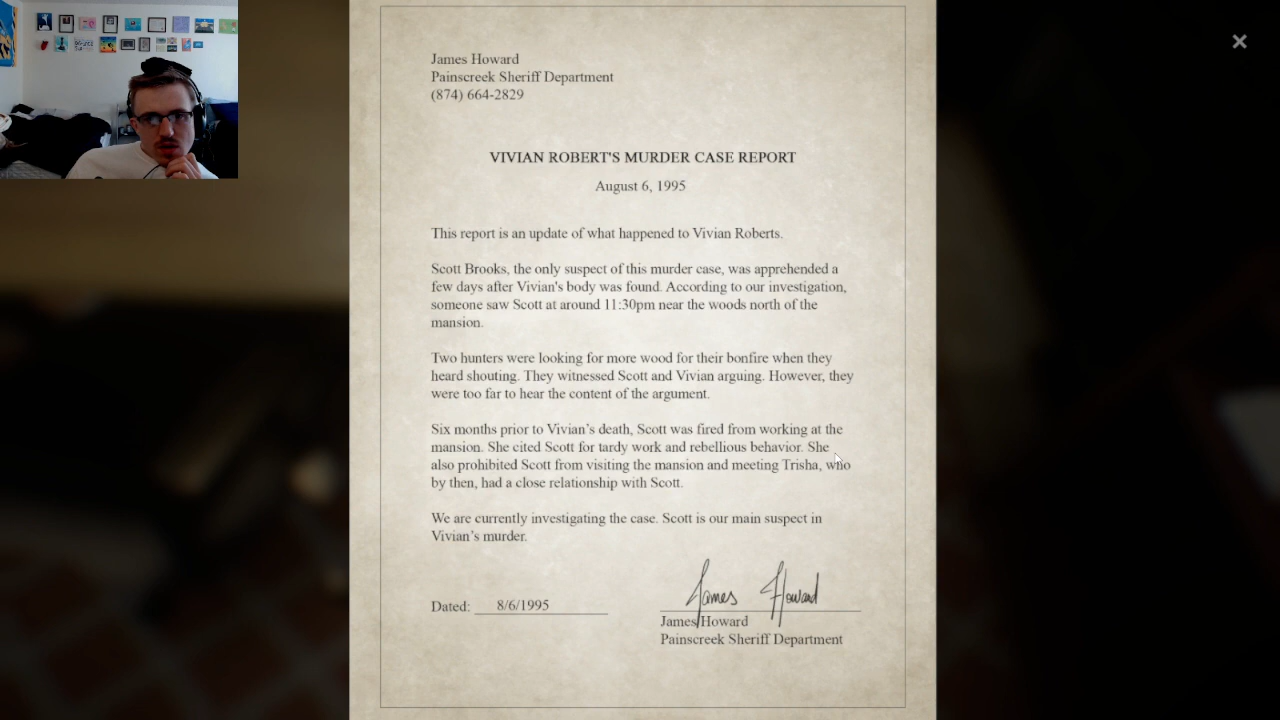 James Howard
Painscreek Sheriff Department
(874) 664-2829
VIVIAN ROBERT'S MURDER CASE REPORT
August 6, 1995
This report is an update of what happened to Vivian Roberts.
Scott Brooks, the only suspect of this murder case, was apprehended a
few days after Vivian's body was found. According to our investigation,
someone saw Scott at around 11:30pm near the woods north of the
mansion.
Two hunters were looking for more wood for their bonfire when they
heard shouting. They witnessed Scott and Vivian arguing. However, they
were too far to hear the content of the argument.
Six months prior to Vivian’s death, Scott was fired from working at the
mansion. She cited Scott for tardy work and rebellious behavior. She
also prohibited Scott from visiting the mansion and meeting Trisha, who
by then, had a close relationship with Scott.
We are currently investigating the case. Scott is our main suspect in
Vivian’s murder.
James Howard
Dated: 8/6/1995
James Howard
Painscreek Sheriff Department